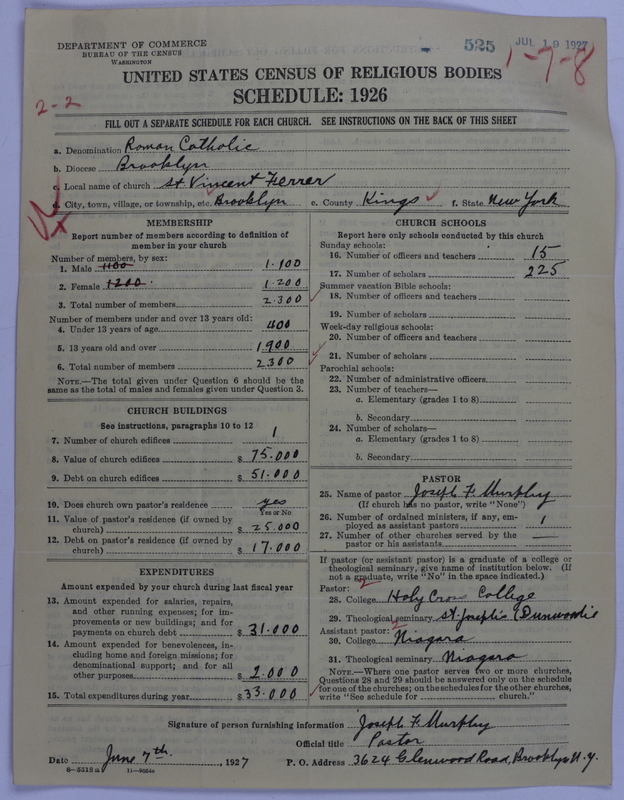 DEPARTMENT OF COMMERCE
BUREAU OF THE CENSUS
WASHINGTON
525
JUL 19 1927
1-7-8
UNITED STATES CENSUS OF RELIGIOUS BODIES
SCHEDULE: 1926
2-2
FILL OUT A SEPARATE SCHEDULE FOR EACH CHURCH. SEE INSTRUCTIONS ON THE BACK OF THIS SHEET
a. Denomination Roman Catholic
b. Diocese Brooklyn
c. Local name of church St Vincent Ferrer
d. City, town, village, or township, etc. Brooklyn e. County Kings f. State New York
MEMBERSHIP
Report number of members according to definition of
member in your church
Number of members, by sex:
1. Male 1100 1.100
2. Female 1200 1.200
3. Total number of members 2.300
Number of members under and over 13 years old:
4. Under 13 years of age 400
5. 13 years old and over 1900
6. Total number of members 2300
NOTE.—The total given under Question 6 should be the
same as the total of males and females given under Question 3.
CHURCH BUILDINGS
See instructions, paragraphs 10 to 12
7. Number of church edifices 1
8. Value of church edifices $ 75.000
9. Debt on church edifices $ 51.000
10. Does church own pastor's residence yes
Yes or No
11. Value of pastor's residence (if owned by
church) $ 25.000
12. Debt on pastor's residence (if owned by
church) $ 17.000
EXPENDITURES
Amount expended by your church during last fiscal year
13. Amount expended for salaries, repairs,
and other running expenses; for im-
provements or new buildings; and for
payments on church debt $ 31.000
14. Amount expended for benevolences, in-
cluding home and foreign missions; for
denominational support; and for all
other purposes $ 2.000
15. Total expenditures during year $ 33.000
CHURCH SCHOOLS
Report here only schools conducted by this church
Sunday schools:
16. Number of officers and teachers 15
17. Number of scholars 225
Summer vacation Bible schools:
18. Number of officers and teachers
19. Number of scholars
Week-day religious schools:
20. Number of officers and teachers
21. Number of scholars
Parochial schools:
22. Number of administrative officers
23. Number of teachers—
a. Elementary (grades 1 to 8)
b. Secondary
24. Number of scholars—
a. Elementary (grades 1 to 8)
b. Secondary
PASTOR
25. Name of pastor Joseph F. Murphy
(If church has no pastor, write "None")
26. Number of ordained ministers, if any, em-
ployed as assistant pastors 1
27. Number of other churches served by the
pastor or his assistants —
If pastor (or assistant pastor) is a graduate of a college or
theological seminary, give name of institution below. (If
not a graduate, write "No" in the space indicated.)
Pastor: 2
28. College Holy Cross College
29. Theological seminary St. Joseph's (Dunwoodie
Assistant pastor: 2
30. College Niagara
31. Theological seminary Niagara
NOTE.—Where one pastor serves two or more churches,
Questions 28 and 29 should be answered only on the schedule
for one of the churches; on the schedules for the other churches,
write "See schedule for church."
Signature of person furnishing information Joseph F. Murphy
Official title Pastor
Date June 7th., 1927 P. O. Address 3624 Glenwood Road, Brooklyn N.Y.